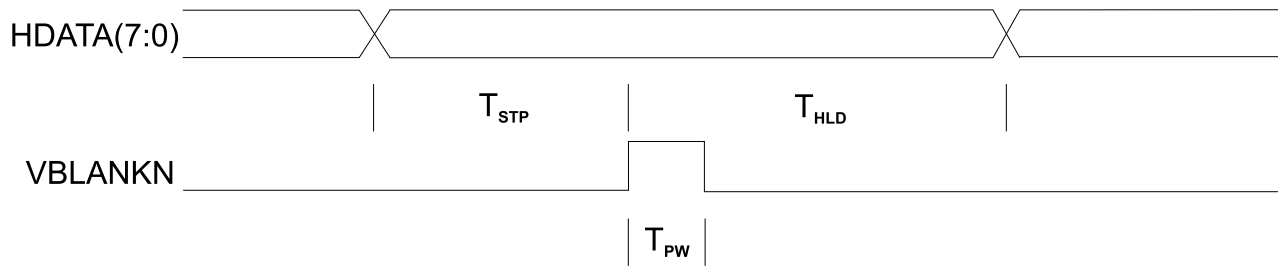 HDATA(7:0)
TSTP
THLD
VBLANKN
TPW